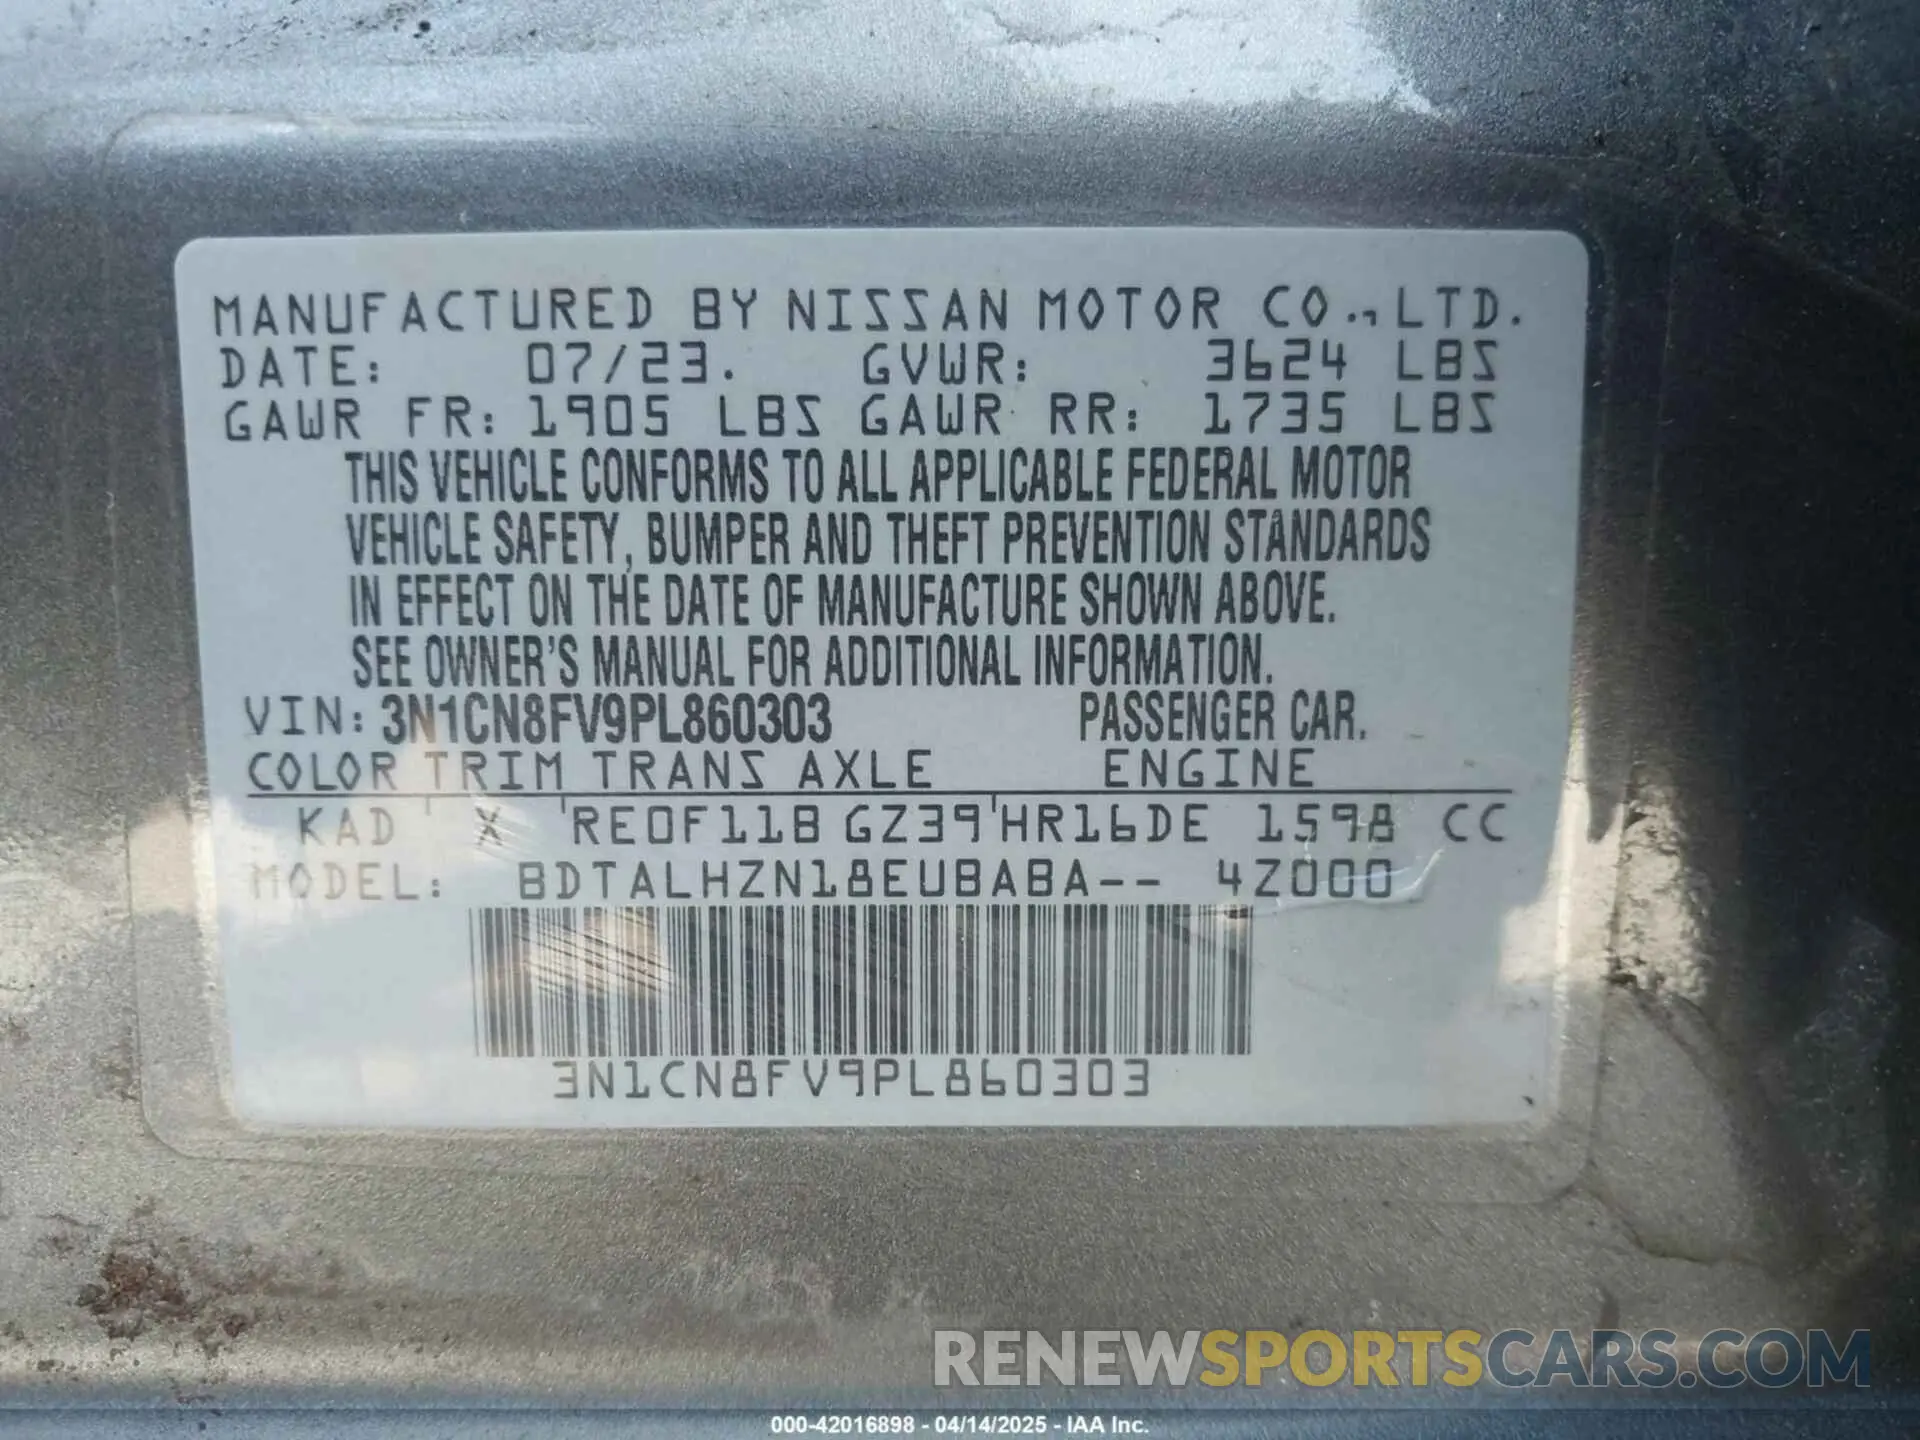 MANUFACTURED BY NISSAN MOTOR CO., LTD.
DATE: 07/23. GVWR: 3624 LBS
GAWR FR: 1905 LBS GAWR RR: 1735 LBS
THIS VEHICLE CONFORMS TO ALL APPLICABLE FEDERAL MOTOR
VEHICLE SAFETY, BUMPER AND THEFT PREVENTION STANDARDS
IN EFFECT ON THE DATE OF MANUFACTURE SHOWN ABOVE.
SEE OWNER'S MANUAL FOR ADDITIONAL INFORMATION.
VIN: 3N1CN8FV9PL860303 PASSENGER CAR.
COLOR TRIM TRANS AXLE ENGINE
KAD X RE0F11B GZ39 HR16DE 1598 CC
MODEL: BDTALHZN18EUBABA-- 4Z000
3N1CN8FV9PL860303
RENEWSPORTSCARS.COM
000-42016898 - 04/14/2025 - IAA Inc.